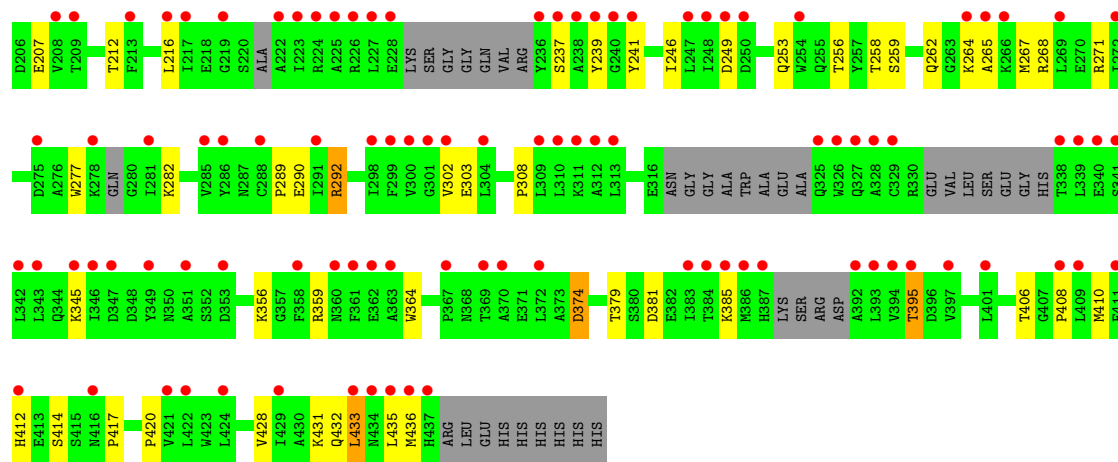 D206 E207 V208 T209 T212 F213 L216 I217 E218 G219 S220 ALA A222 I223 R224 A225 R226 L227 E228 LYS SER GLY GLY GLN VAL ARG Y236 S237 A238 Y239 G240 Y241 I246 L247 I248 D249 D250 Q253 W254 Q255 T256 Y257 T258 S259 Q262 G263 K264 A265 K266 M267 R268 L269 E270 R271 I272
D275 A276 W277 K278 GLN G280 I281 K282 V285 Y286 N287 C288 P289 E290 I291 R292 I298 F299 V300 G301 V302 E303 L304 P308 L309 L310 K311 A312 L313 E316 ASN GLY GLY ALA TRP ALA GLU ALA Q325 W326 Q327 A328 C329 R330 GLU VAL LEU SER GLU GLY HIS T338 L339 E340 S341
L342 L343 Q344 K345 I346 D347 D348 Y349 N350 A351 S352 D353 K356 G357 F358 R359 N360 F361 E362 A363 W364 P367 N368 T369 A370 E371 L372 A373 D374 T379 S380 D381 E382 I383 T384 K385 M386 H387 LYS SER ARG ASP A392 L393 V394 T395 D396 V397 L401 T406 G407 P408 L409 M410 E411
H412 E413 S414 S415 N416 P417 P420 V421 L422 W423 L424 V428 I429 A430 K431 Q432 L433 N434 L435 M436 H437 ARG LEU GLU HIS HIS HIS HIS HIS HIS